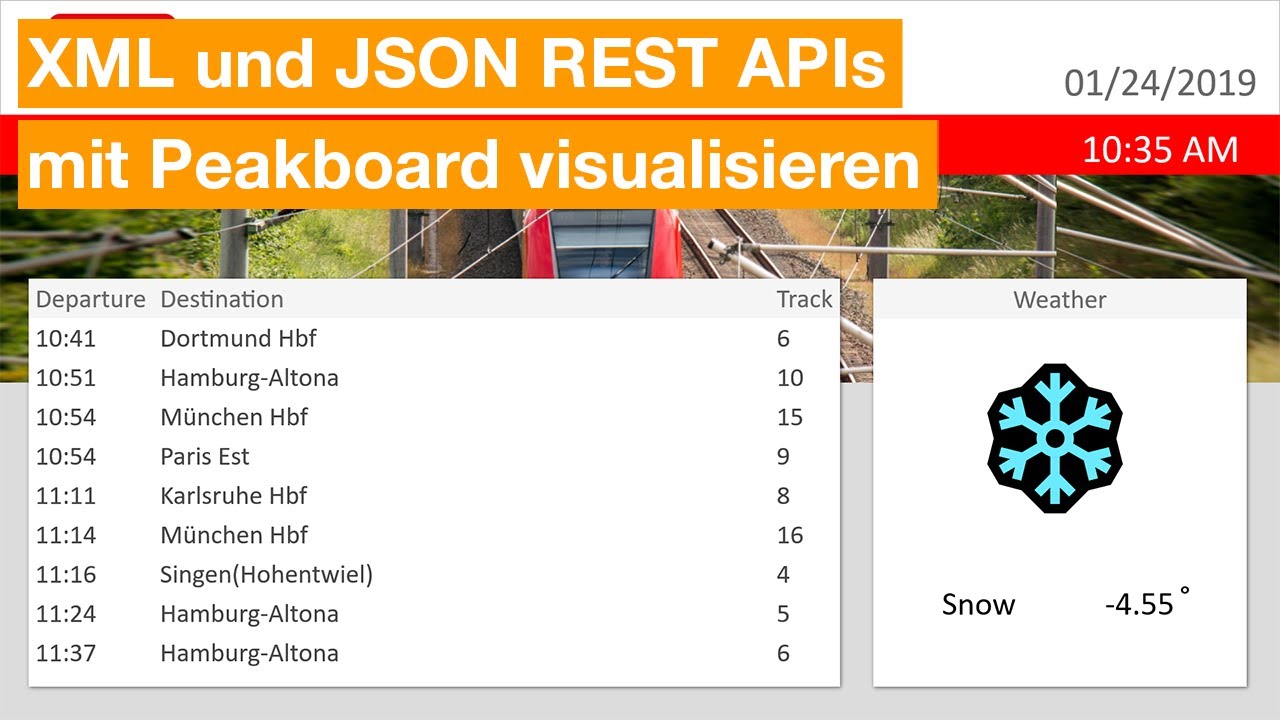 XML und JSON REST APIs
01/24/2019
mit Peakboard visualisieren
10:35 AM
Departure Destination Track
10:41 Dortmund Hbf 6
10:51 Hamburg-Altona 10
10:54 München Hbf 15
10:54 Paris Est 9
11:11 Karlsruhe Hbf 8
11:14 München Hbf 16
11:16 Singen(Hohentwiel) 4
11:24 Hamburg-Altona 5
11:37 Hamburg-Altona 6
Weather
Snow -4.55°